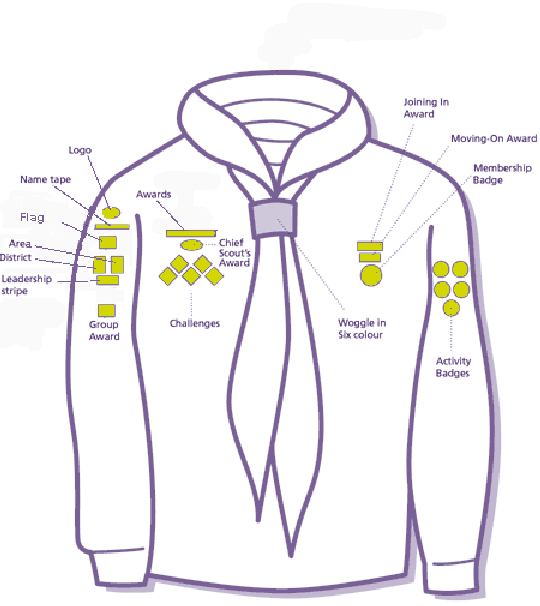 Joining In
Award
Moving-On Award
Membership
Badge
Logo
Name tape
Flag
Area
District
Leadership
stripe
Group
Award
Awards
Chief
Scout's
Award
Challenges
Woggle in
Six colour
Activity
Badges